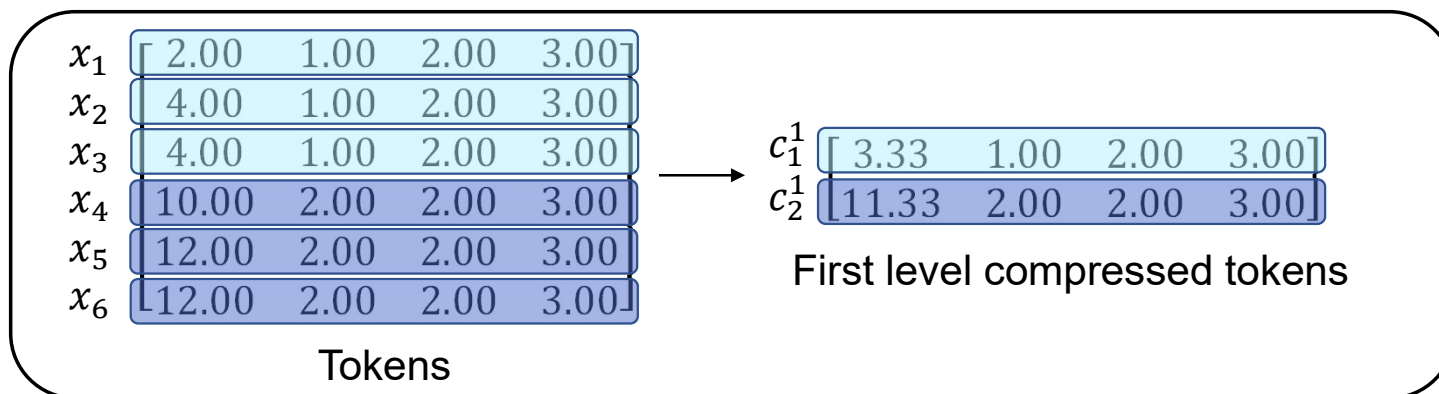 x₁ [2.00 1.00 2.00 3.00]
x₂ 4.00 1.00 2.00 3.00
x₃ 4.00 1.00 2.00 3.00
x₄ 10.00 2.00 2.00 3.00
x₅ 12.00 2.00 2.00 3.00
x₆ [12.00 2.00 2.00 3.00]
Tokens
c₁¹ [3.33 1.00 2.00 3.00]
c₂¹ [11.33 2.00 2.00 3.00]
First level compressed tokens